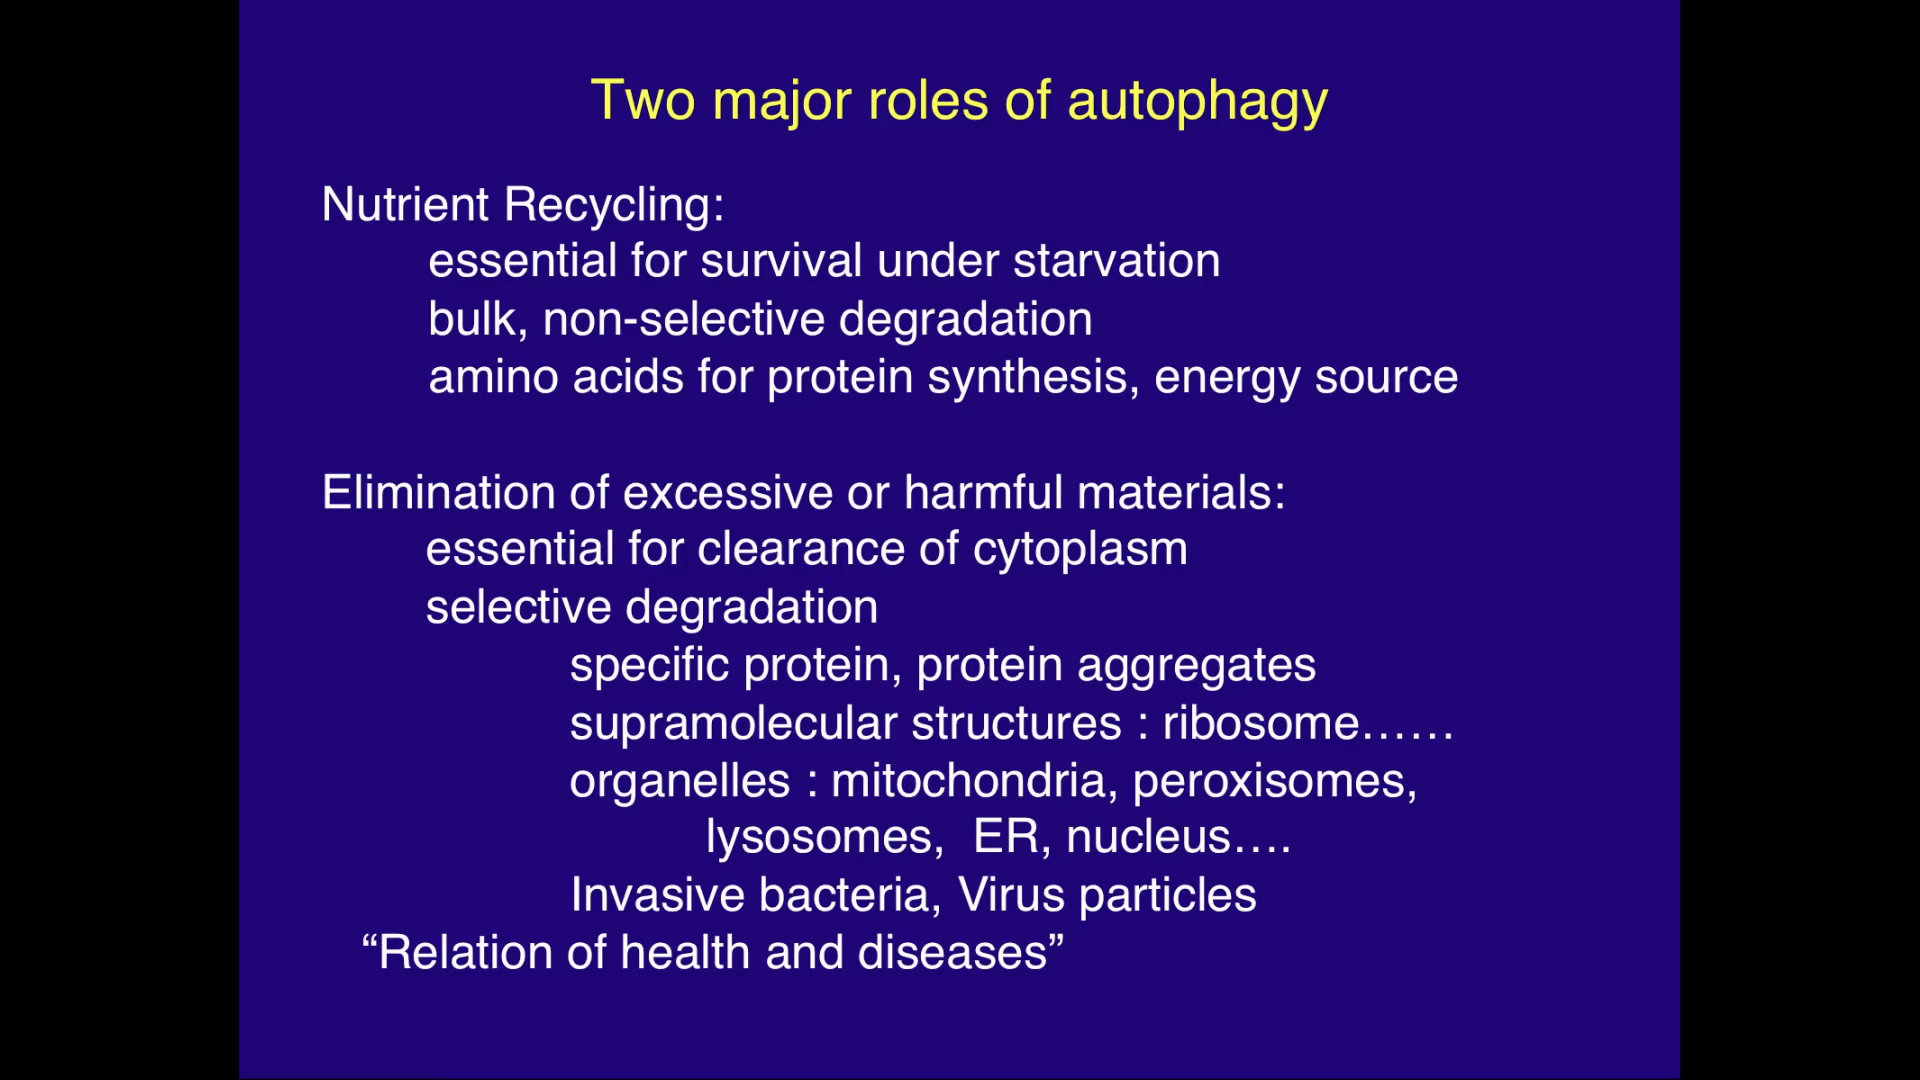 Two major roles of autophagy
Nutrient Recycling:
essential for survival under starvation
bulk, non-selective degradation
amino acids for protein synthesis, energy source
Elimination of excessive or harmful materials:
essential for clearance of cytoplasm
selective degradation
specific protein, protein aggregates
supramolecular structures : ribosome……
organelles : mitochondria, peroxisomes,
lysosomes, ER, nucleus….
Invasive bacteria, Virus particles
“Relation of health and diseases”